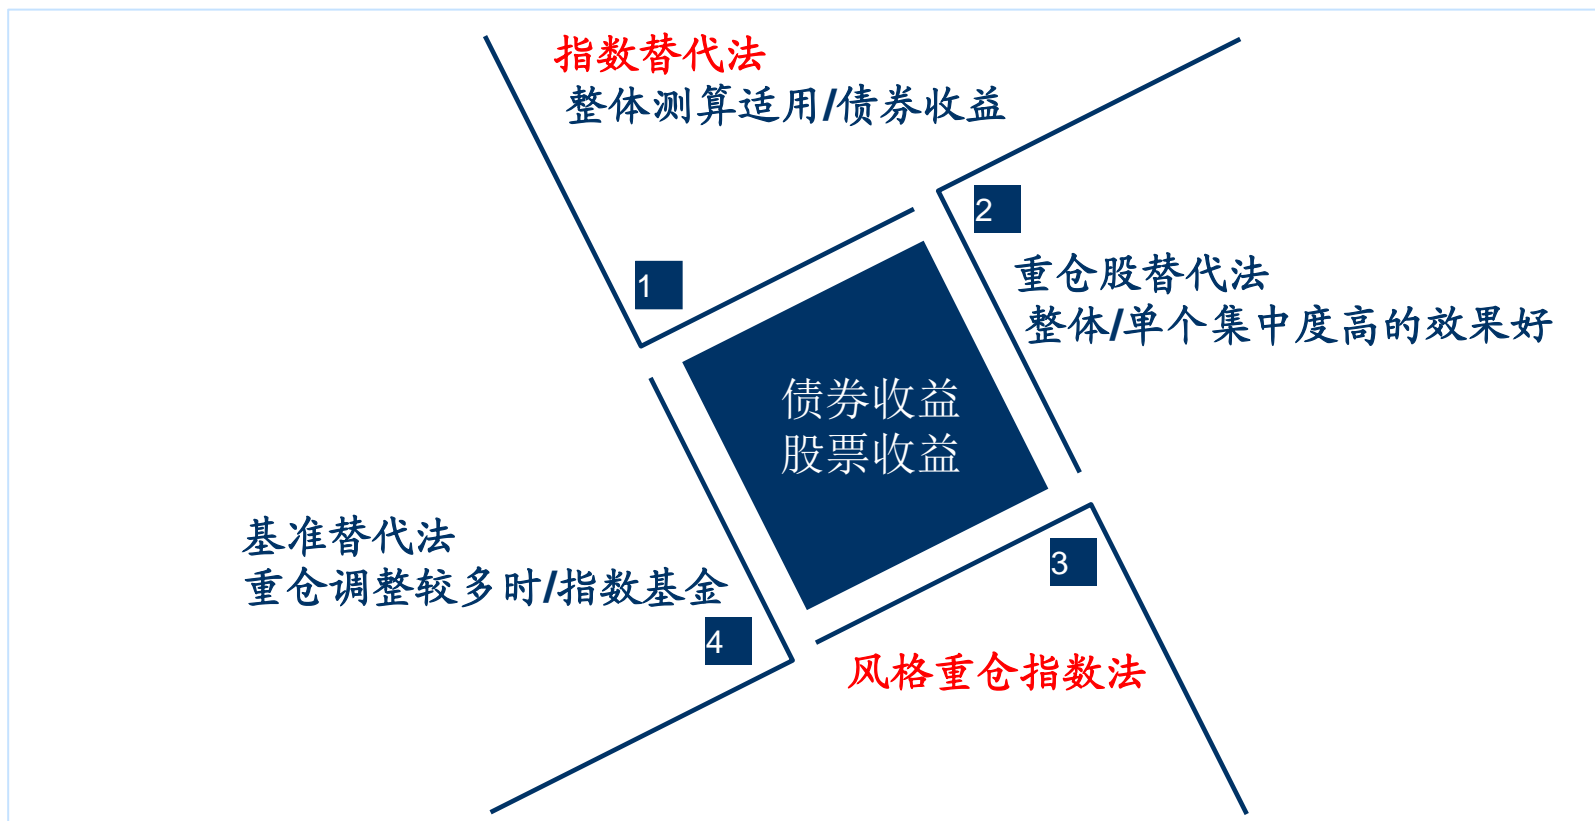 指数替代法
整体测算适用/债券收益
1
2
重仓股替代法
整体/单个集中度高的效果好
债券收益
股票收益
3
风格重仓指数法
基准替代法
重仓调整较多时/指数基金
4